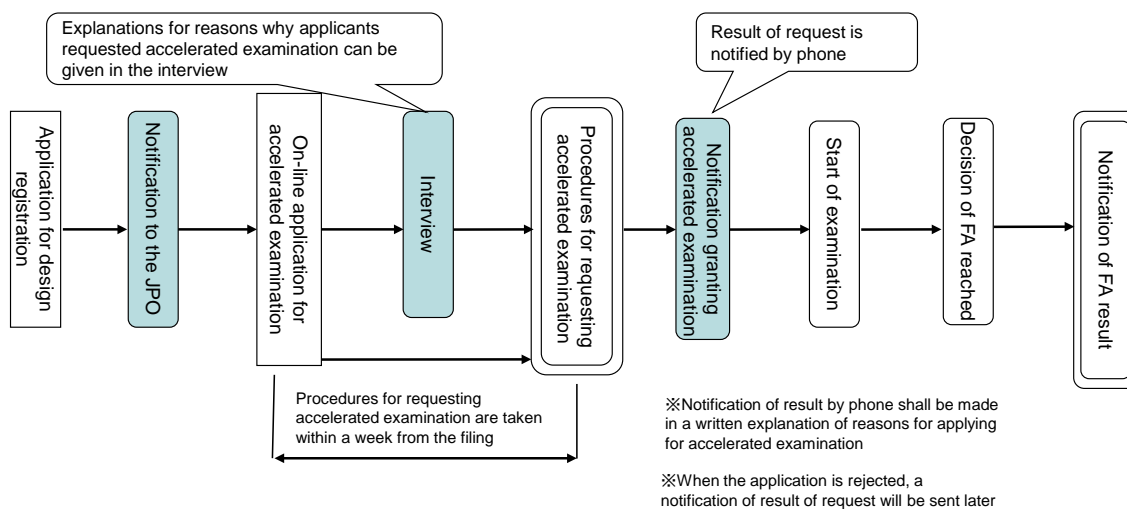 Explanations for reasons why applicants
requested accelerated examination can be
given in the interview
Result of request is
notified by phone
Application for design
registration
Notification to the JPO
On-line application for
accelerated examination
Interview
Procedures for requesting
accelerated examination
Notification granting
accelerated examination
Start of examination
Decision of FA reached
Notification of FA result
Procedures for requesting
accelerated examination are taken
within a week from the filing
※Notification of result by phone shall be made
in a written explanation of reasons for applying
for accelerated examination
※When the application is rejected, a
notification of result of request will be sent later